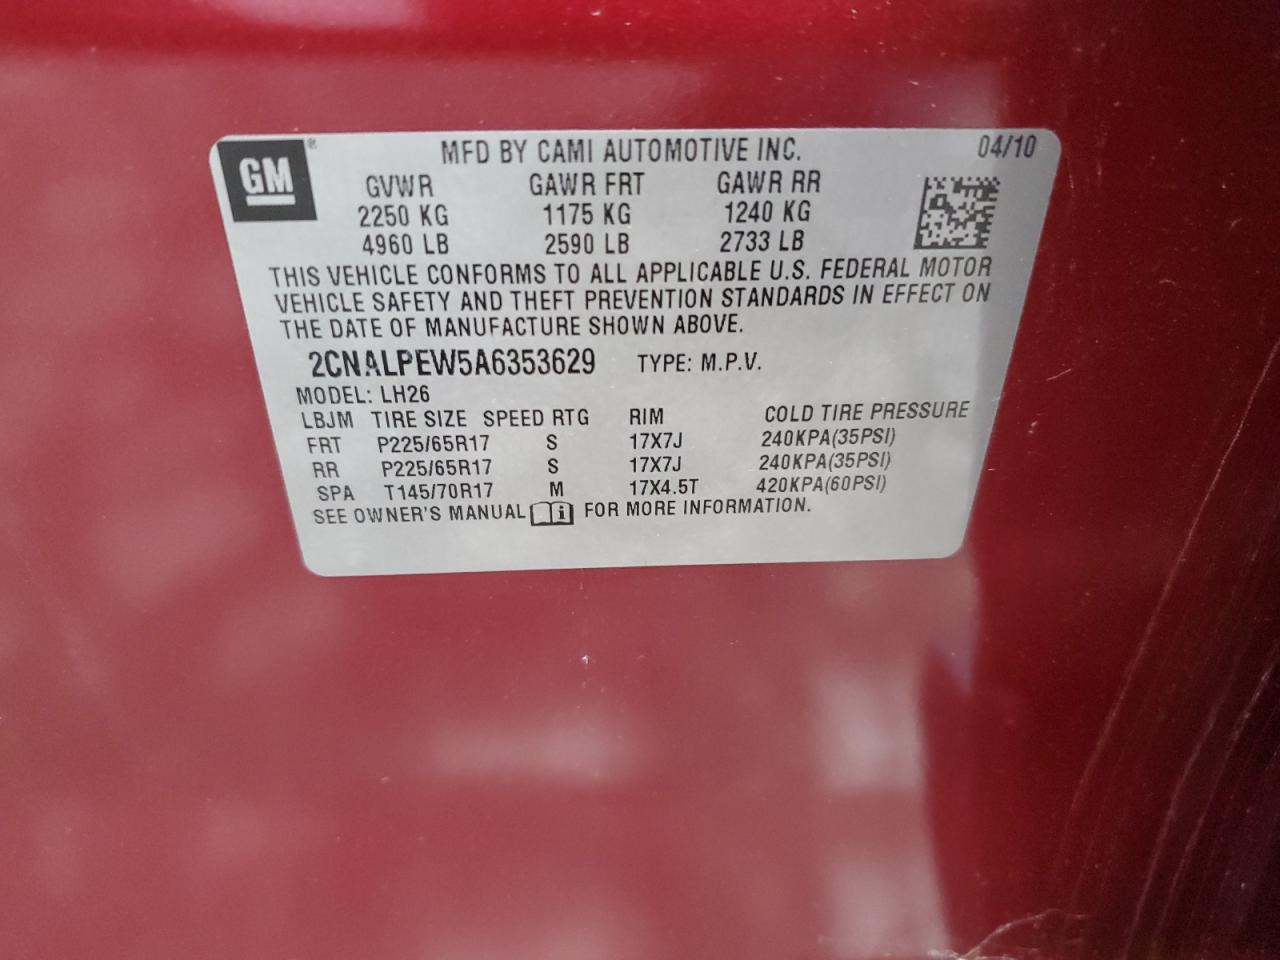 GM ®
MFD BY CAMI AUTOMOTIVE INC. 04/10
GVWR GAWR FRT GAWR RR
2250 KG 1175 KG 1240 KG
4960 LB 2590 LB 2733 LB
THIS VEHICLE CONFORMS TO ALL APPLICABLE U.S. FEDERAL MOTOR
VEHICLE SAFETY AND THEFT PREVENTION STANDARDS IN EFFECT ON
THE DATE OF MANUFACTURE SHOWN ABOVE.
2CNALPEW5A6353629 TYPE: M.P.V.
MODEL: LH26
LBJM TIRE SIZE SPEED RTG RIM COLD TIRE PRESSURE
FRT P225/65R17 S 17X7J 240KPA(35PSI)
RR P225/65R17 S 17X7J 240KPA(35PSI)
SPA T145/70R17 M 17X4.5T 420KPA(60PSI)
SEE OWNER'S MANUAL i FOR MORE INFORMATION.